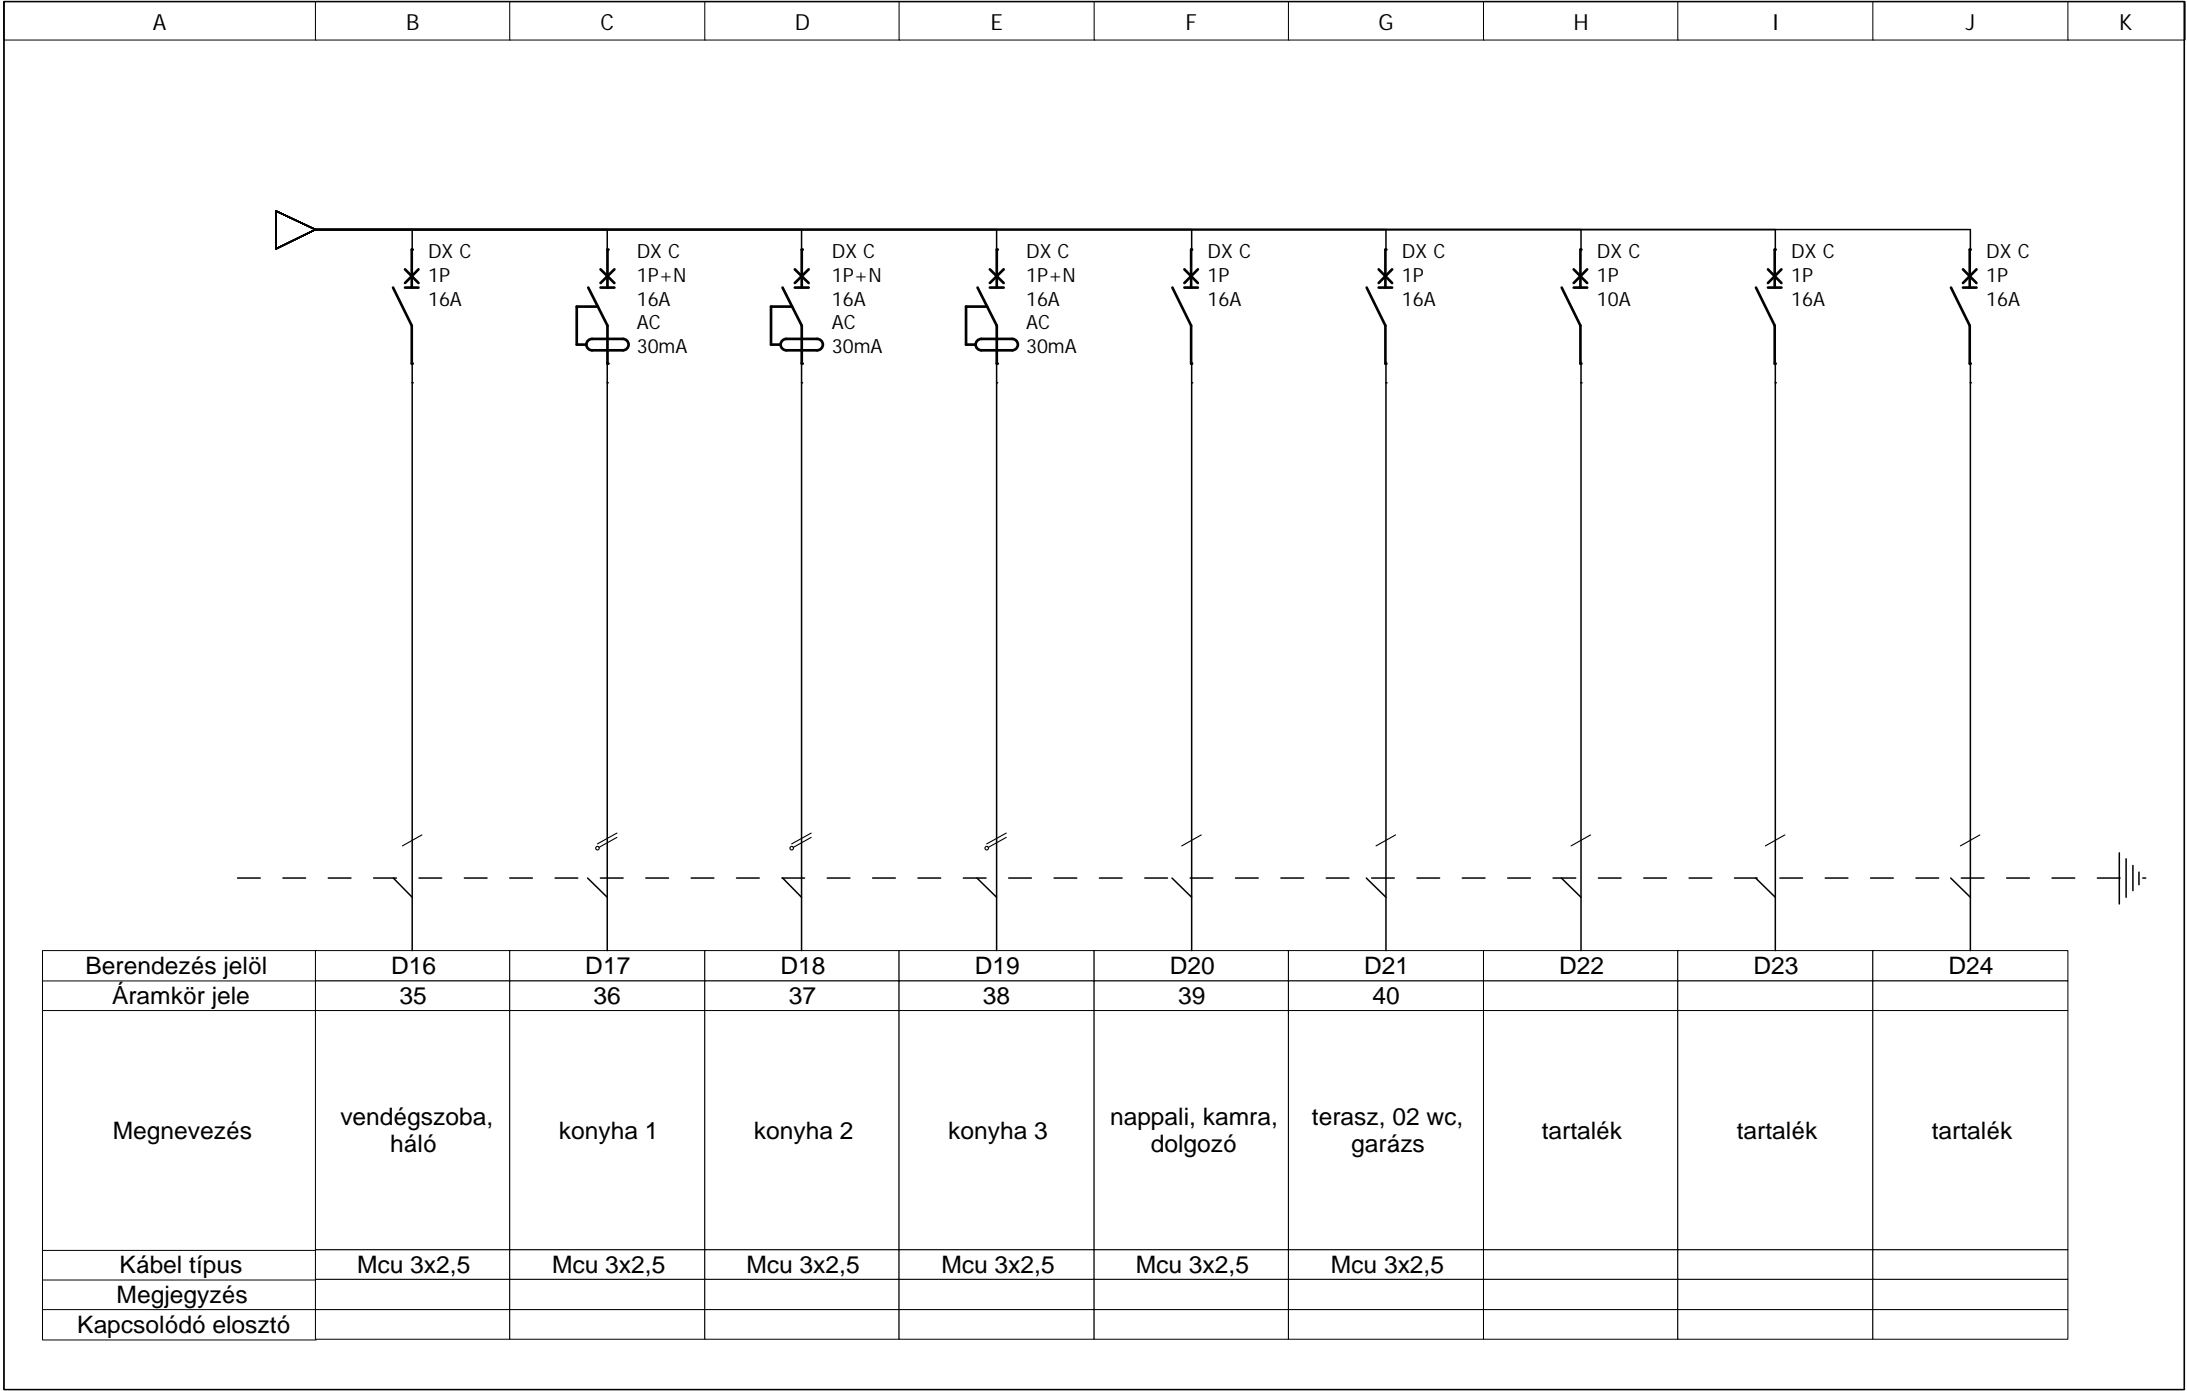 A B C D E F G H I J K
DX C DX C DX C DX C DX C DX C DX C DX C DX C
1P 1P+N 1P+N 1P+N 1P 1P 1P 1P 1P
16A 16A 16A 16A 16A 16A 10A 16A 16A
AC AC AC
30mA 30mA 30mA
Berendezés jelöl D16 D17 D18 D19 D20 D21 D22 D23 D24
Áramkör jele 35 36 37 38 39 40
Megnevezés
vendégszoba,
háló
konyha 1
konyha 2
konyha 3
nappali, kamra,
dolgozó
terasz, 02 wc,
garázs
tartalék
tartalék
tartalék
Kábel típus Mcu 3x2,5 Mcu 3x2,5 Mcu 3x2,5 Mcu 3x2,5 Mcu 3x2,5 Mcu 3x2,5
Megjegyzés
Kapcsolódó elosztó